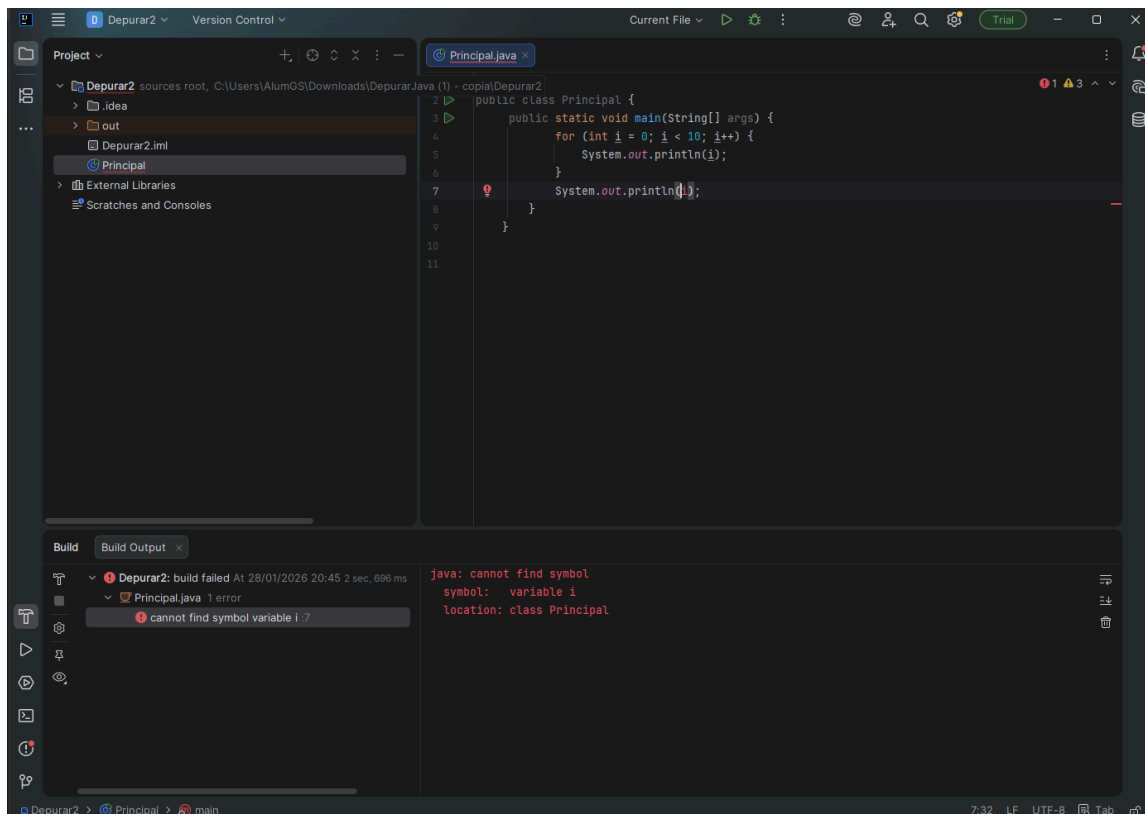 Depurar2 Version Control Current File Trial
Project
Principal.java
Depurar2 sources root, C:\Users\AlumGS\Downloads\DepurarJava (1) - copia\Depurar2
1 3
.idea
out
Depurar2.iml
Principal
External Libraries
Scratches and Consoles
2 public class Principal {
3 public static void main(String[] args) {
4 for (int i = 0; i < 10; i++) {
5 System.out.println(i);
6 }
7 System.out.println(i);
8 }
9 }
10
11
Build Build Output
Depurar2: build failed At 28/01/2026 20:45 2 sec, 696 ms
Principal.java 1 error
cannot find symbol variable i :7
java: cannot find symbol
symbol: variable i
location: class Principal
Depurar2 > Principal > main 7:32 LF UTF-8 Tab